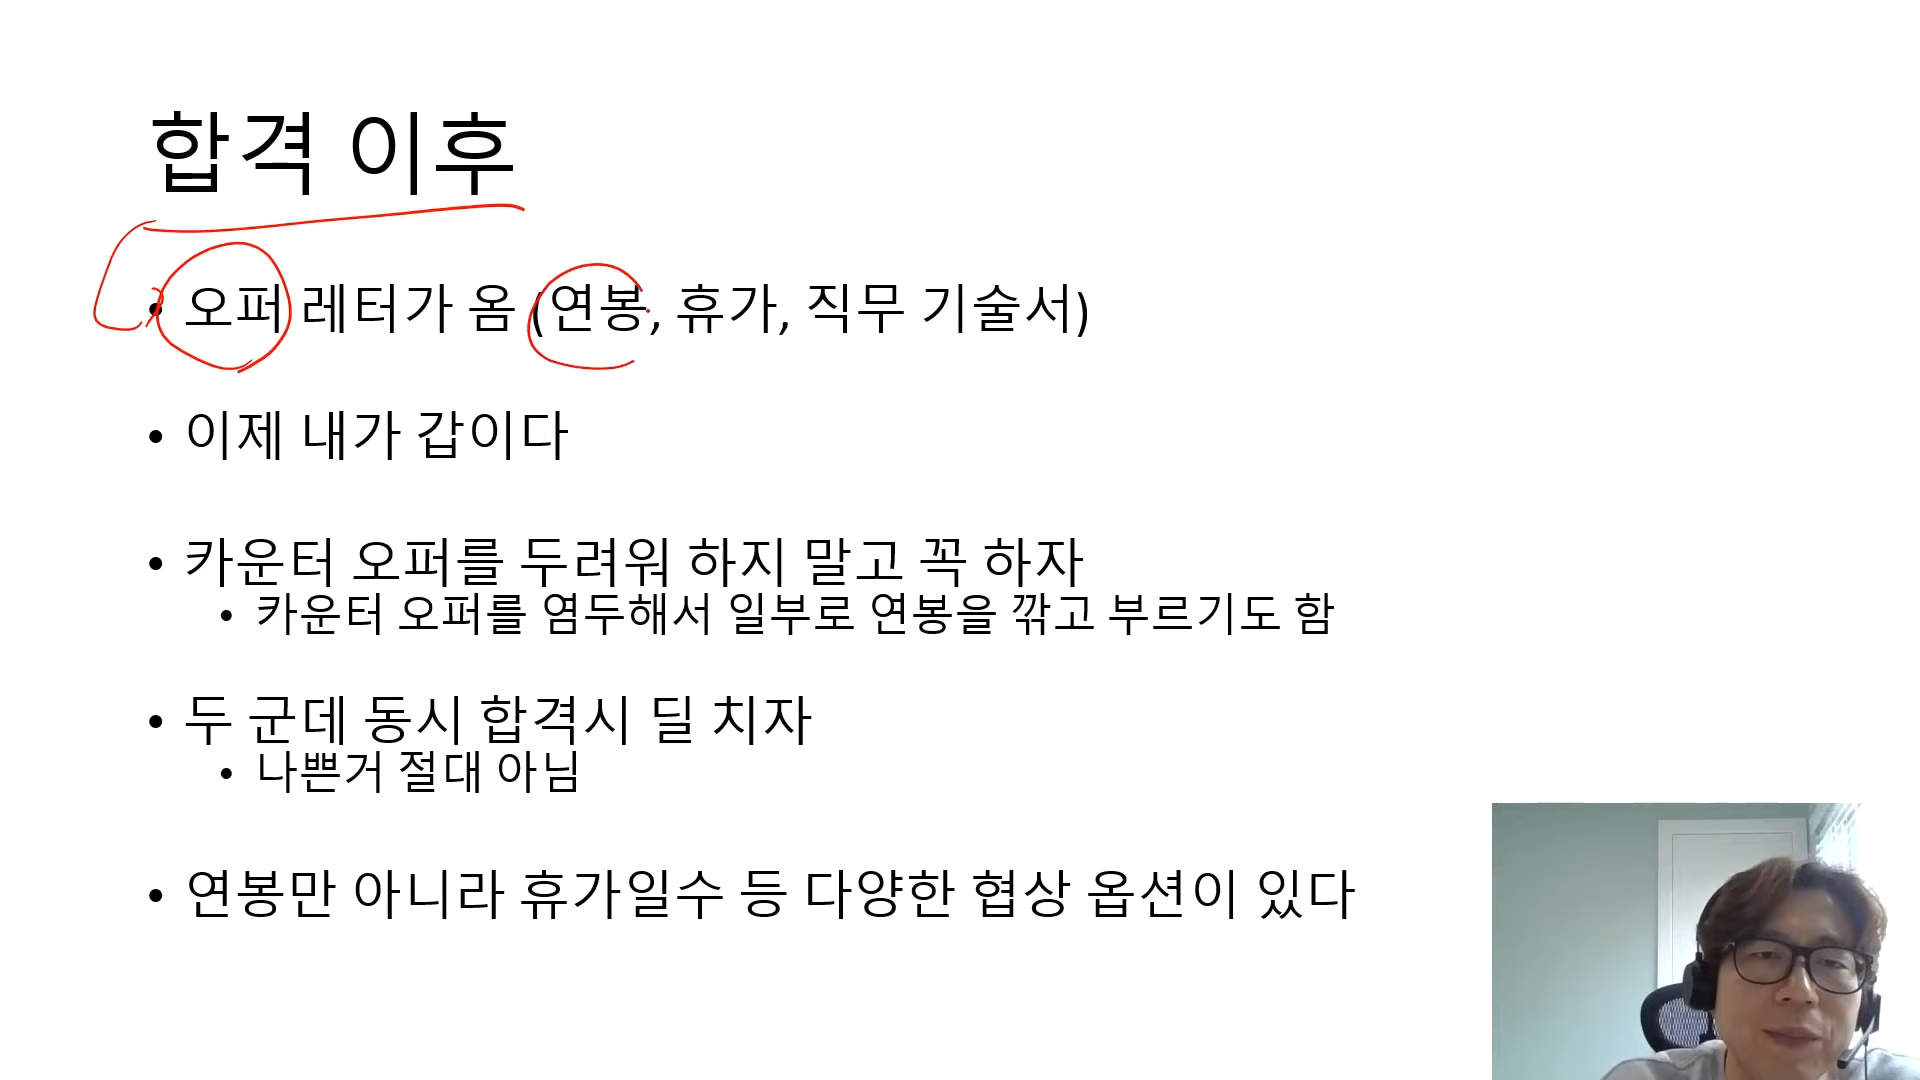 합격 이후
• 오퍼 레터가 옴 (연봉, 휴가, 직무 기술서)
• 이제 내가 갑이다
• 카운터 오퍼를 두려워 하지 말고 꼭 하자
• 카운터 오퍼를 염두해서 일부로 연봉을 깎고 부르기도 함
• 두 군데 동시 합격시 딜 치자
• 나쁜거 절대 아님
• 연봉만 아니라 휴가일수 등 다양한 협상 옵션이 있다